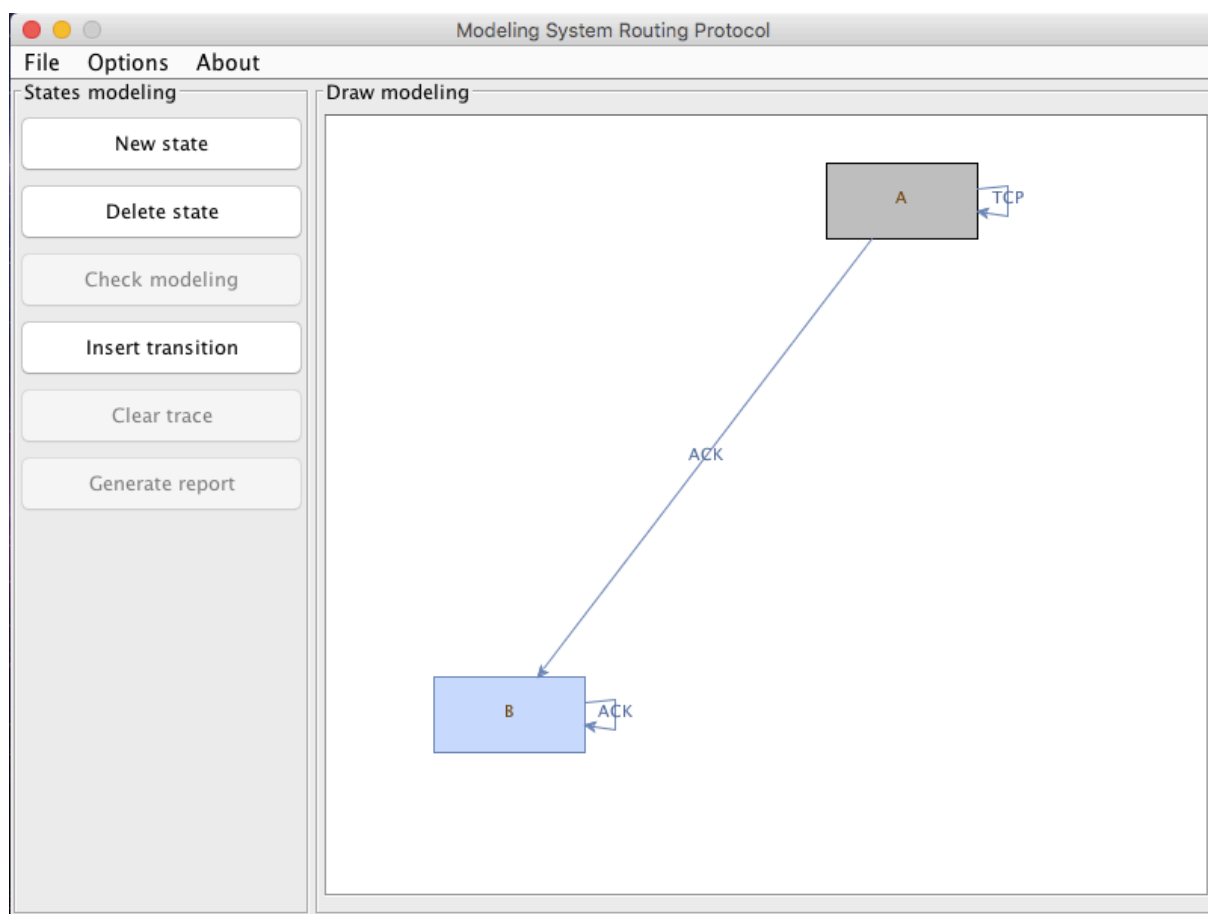 Modeling System Routing Protocol
File Options About
States modeling
New state
Delete state
Check modeling
Insert transition
Clear trace
Generate report
Draw modeling
A
TCP
ACK
B
ACK